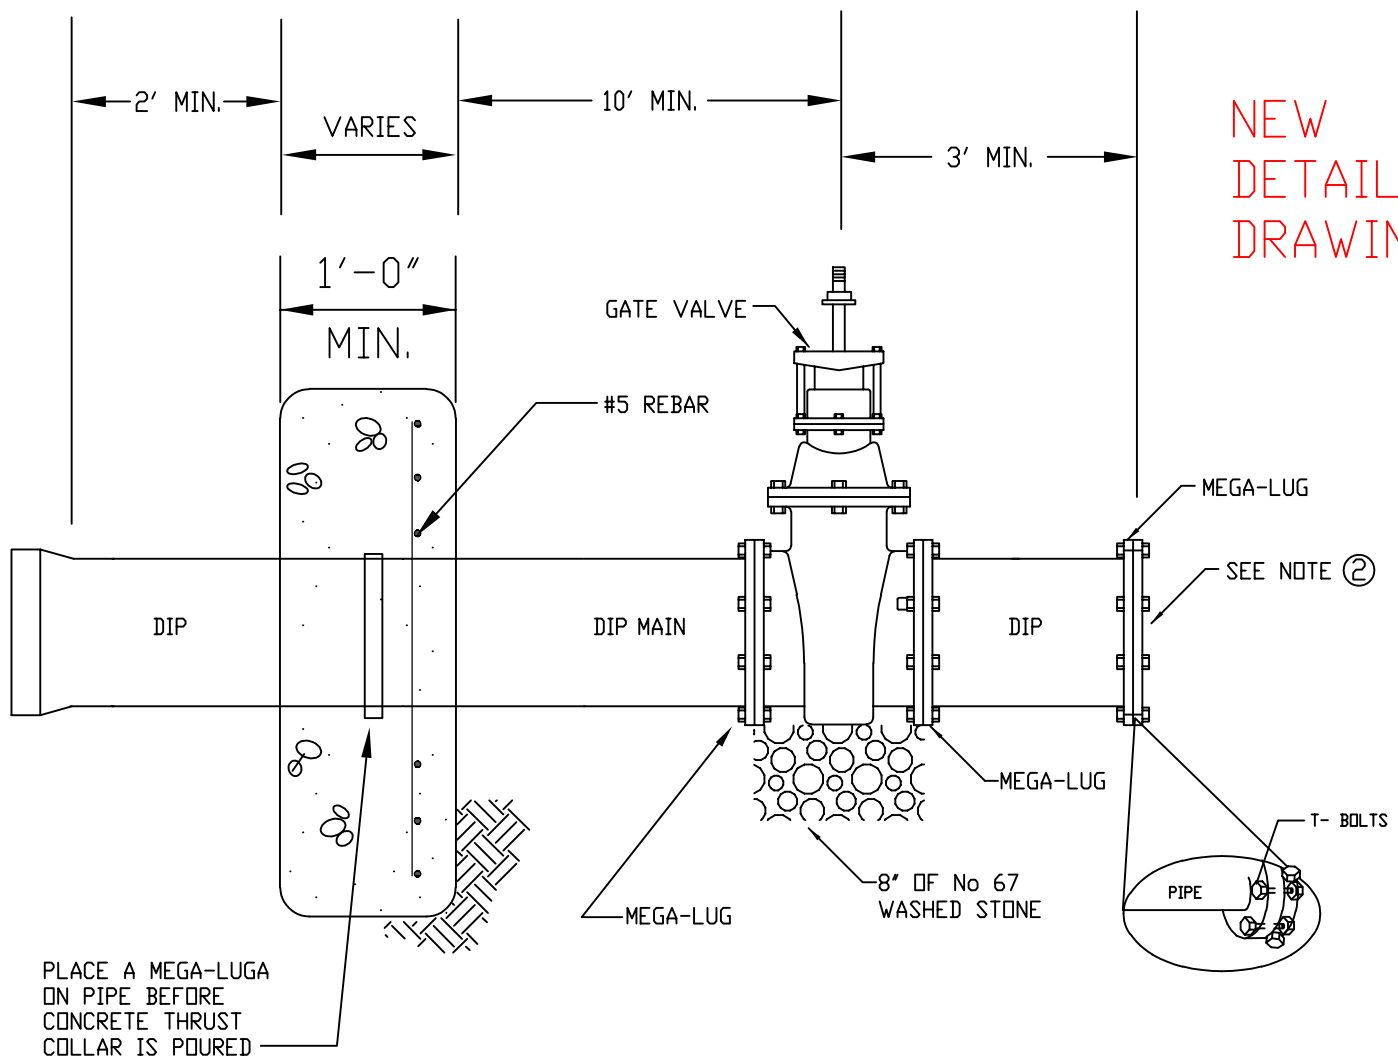 2' MIN.
VARIES
10' MIN.
3' MIN.
NEW
DETAIL
DRAWIN
1'-0"
MIN.
GATE VALVE
#5 REBAR
MEGA-LUG
SEE NOTE 2
DIP
DIP MAIN
DIP
MEGA-LUG
T- BOLTS
8" OF No 67
WASHED STONE
PIPE
MEGA-LUG
PLACE A MEGA-LUGA
ON PIPE BEFORE
CONCRETE THRUST
COLLAR IS POURED